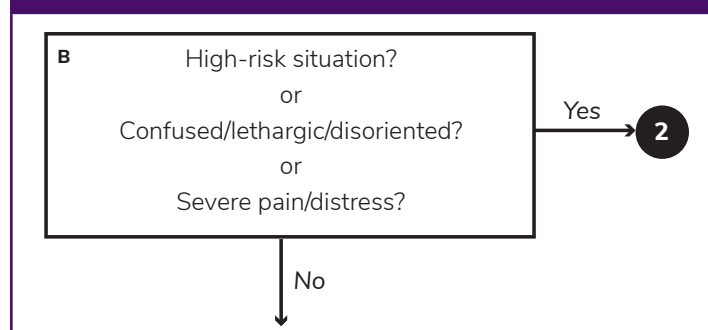 B
High-risk situation?
or
Confused/lethargic/disoriented?
or
Severe pain/distress?
Yes
2
No